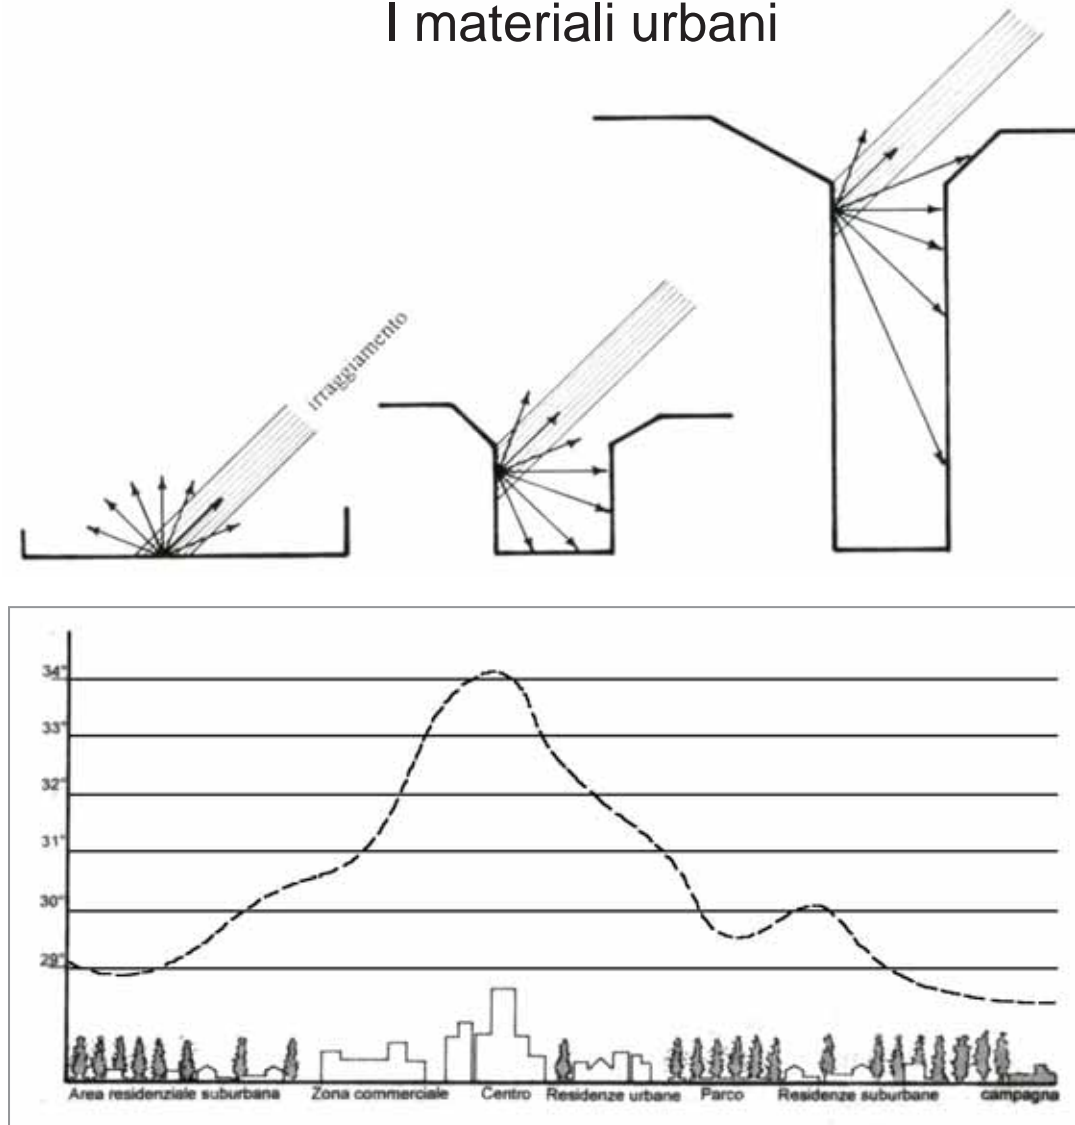 I materiali urbani
irraggiamento
34°
33°
32°
31°
30°
29°
Area residenziale suburbana Zona commerciale Centro Residenze urbane Parco Residenze suburbane campagna